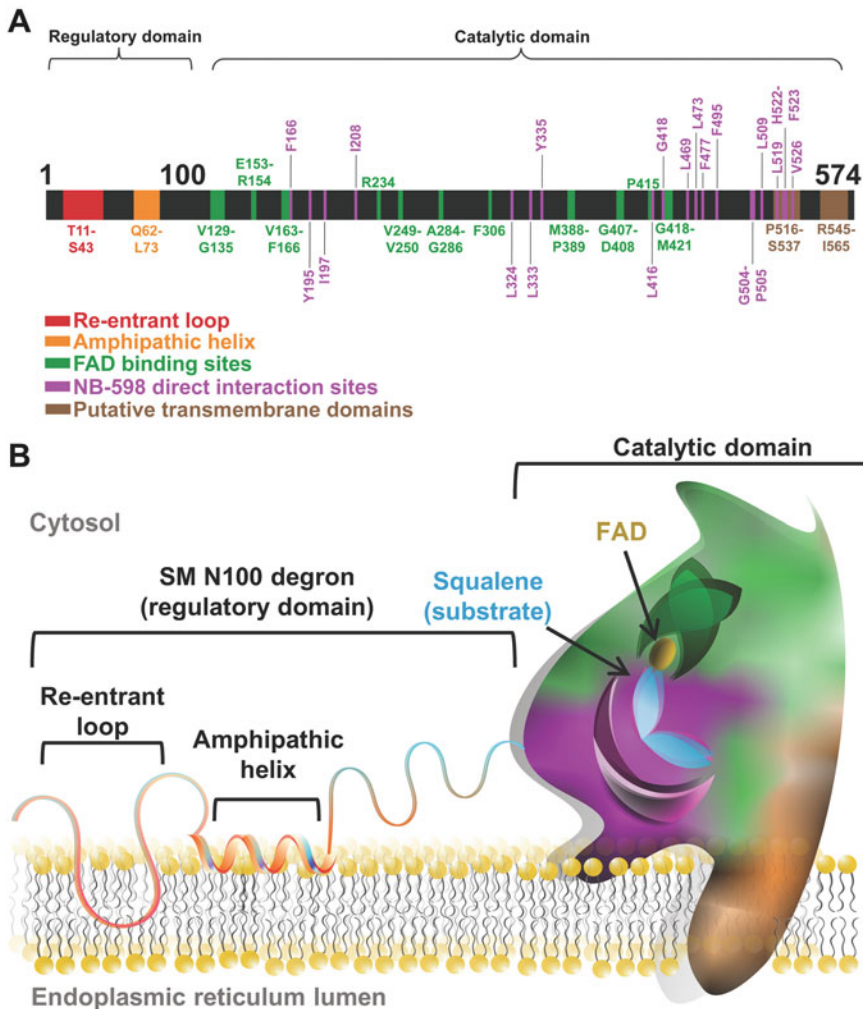 A
Regulatory domain
Catalytic domain
F166
I208
Y335
G418
L469
L473
F477
F495
L509
L519
H522-
F523
V526
E153-
R154
R234
P415
1
100
574
T11-
S43
Q62-
L73
V129-
G135
V163-
F166
V249-
V250
A284-
G286
F306
M388-
P389
G407-
D408
G418-
M421
P516-
S537
R545-
I565
Y195
I197
L324
L333
L416
G504-
P505
Re-entrant loop
Amphipathic helix
FAD binding sites
NB-598 direct interaction sites
Putative transmembrane domains
B
Catalytic domain
Cytosol
FAD
SM N100 degron
(regulatory domain)
Squalene
(substrate)
Re-entrant
loop
Amphipathic
helix
Endoplasmic reticulum lumen